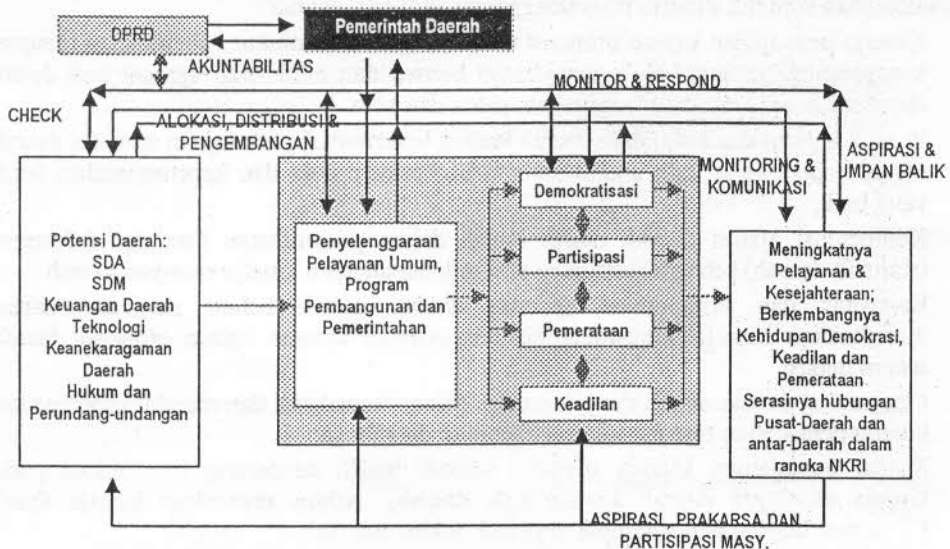 DPRD
Pemerintah Daerah
AKUNTABILITAS
MONITOR & RESPOND
CHECK
ALOKASI, DISTRIBUSI &
PENGEMBANGAN
MONITORING &
KOMUNIKASI
ASPIRASI &
UMPAN BALIK
Potensi Daerah:
SDA
SDM
Keuangan Daerah
Teknologi
Keanekaragaman
Daerah
Hukum dan
Perundang-undangan
Penyelenggaraan
Pelayanan Umum,
Program
Pembangunan dan
Pemerintahan
Demokratisasi
Partisipasi
Pemerataan
Keadilan
Meningkatnya
Pelayanan &
Kesejahteraan,
Berkembangnya
Kehidupan Demokrasi,
Keadilan dan
Pemerataan
Serasinya hubungan
Pusat-Daerah dan
antar-Daerah dalam
rangka NKRI
ASPIRASI, PRAKARSA DAN
PARTISIPASI MASY.